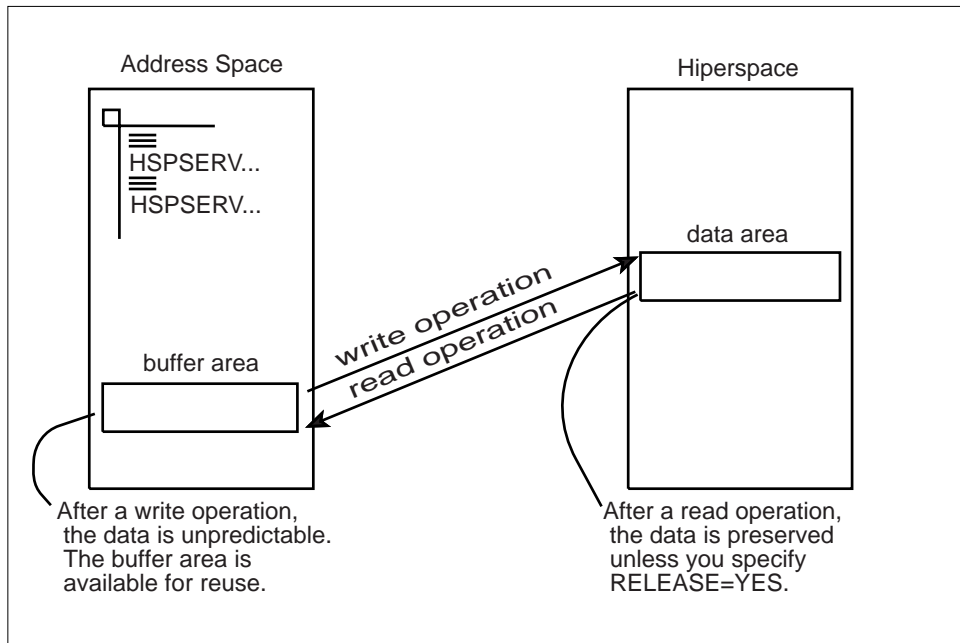 Address Space
Hiperspace
HSPSERV...
HSPSERV...
data area
write operation
read operation
buffer area
After a write operation,
the data is unpredictable.
The buffer area is
available for reuse.
After a read operation,
the data is preserved
unless you specify
RELEASE=YES.